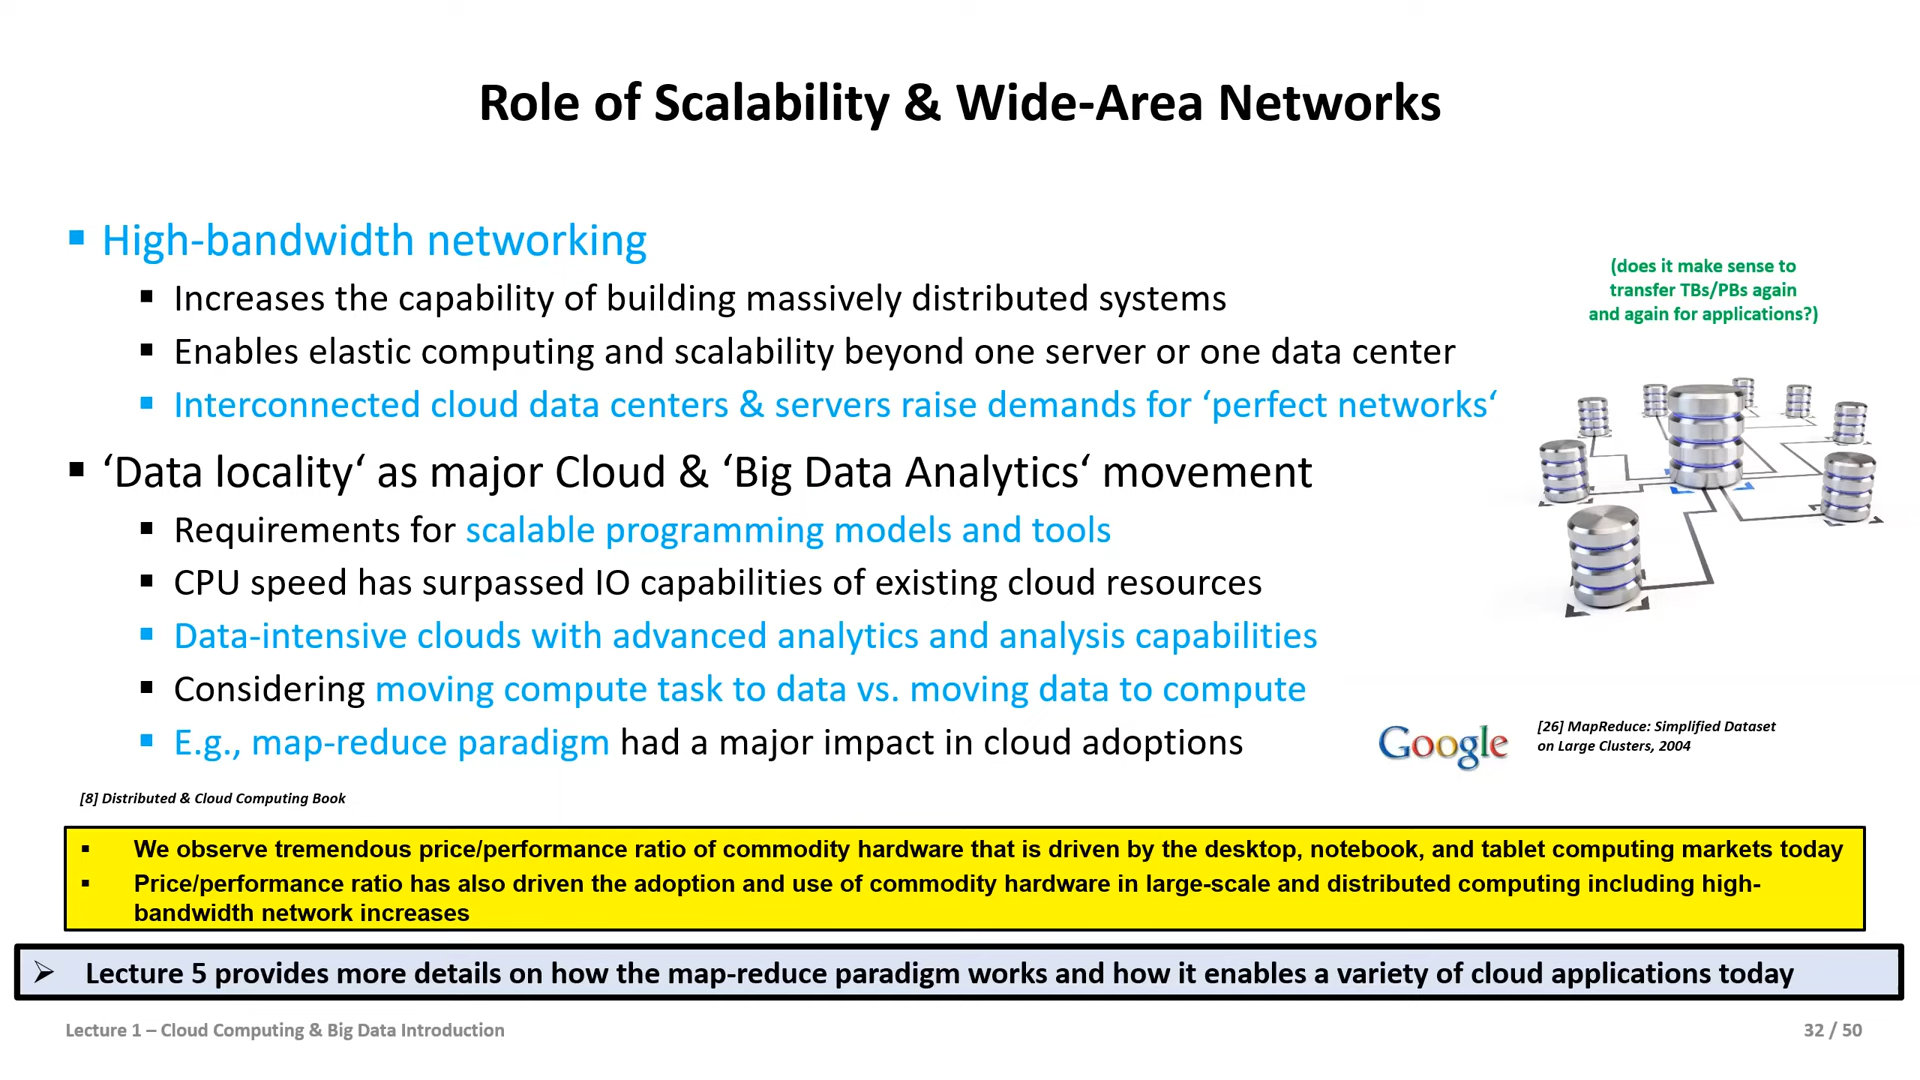 Role of Scalability & Wide-Area Networks
▪ High-bandwidth networking
▪ Increases the capability of building massively distributed systems
▪ Enables elastic computing and scalability beyond one server or one data center
▪ Interconnected cloud data centers & servers raise demands for ‘perfect networks‘
(does it make sense to
transfer TBs/PBs again
and again for applications?)
▪ ‘Data locality‘ as major Cloud & ‘Big Data Analytics‘ movement
▪ Requirements for scalable programming models and tools
▪ CPU speed has surpassed IO capabilities of existing cloud resources
▪ Data-intensive clouds with advanced analytics and analysis capabilities
▪ Considering moving compute task to data vs. moving data to compute
▪ E.g., map-reduce paradigm had a major impact in cloud adoptions
Google
[26] MapReduce: Simplified Dataset
on Large Clusters, 2004
[8] Distributed & Cloud Computing Book
▪ We observe tremendous price/performance ratio of commodity hardware that is driven by the desktop, notebook, and tablet computing markets today
▪ Price/performance ratio has also driven the adoption and use of commodity hardware in large-scale and distributed computing including high-
bandwidth network increases
➢ Lecture 5 provides more details on how the map-reduce paradigm works and how it enables a variety of cloud applications today
Lecture 1 – Cloud Computing & Big Data Introduction
32 / 50